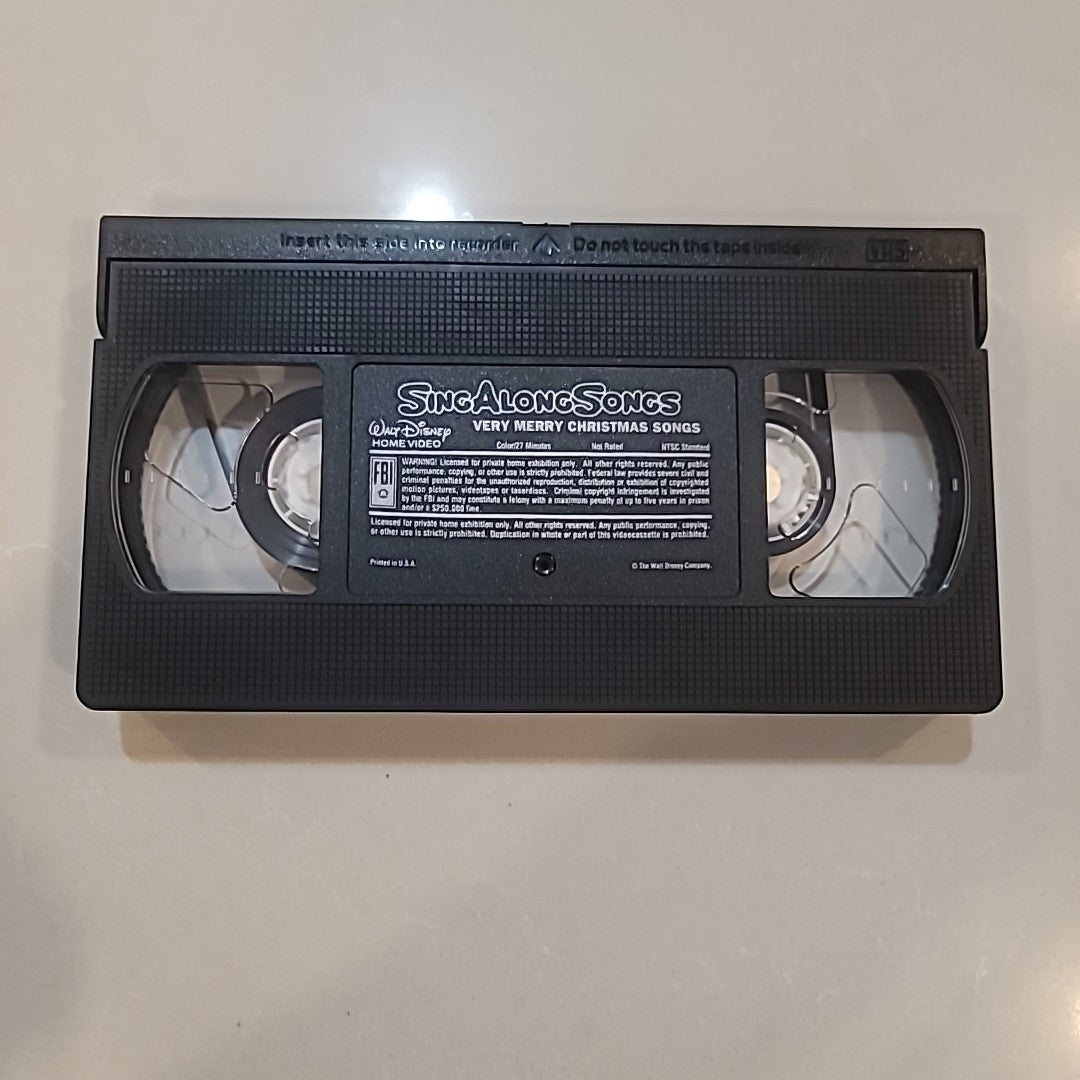 Insert this side into recorder Do not touch the tape inside VHS
SING ALONG SONGS
WALT DISNEY VERY MERRY CHRISTMAS SONGS
HOME VIDEO Color/27 Minutes Not Rated NTSC Standard
FBI
WARNING! Licensed for private home exhibition only. All other rights reserved. Any public
performance, copying, or other use is strictly prohibited. Federal law provides severe civil and
criminal penalties for the unauthorized reproduction, distribution or exhibition of copyrighted
motion pictures, videotapes or laserdiscs. Criminal copyright infringement is investigated
by the FBI and may constitute a felony with a maximum penalty of up to five years in prison
and/or a $250,000 fine.
Licensed for private home exhibition only. All other rights reserved. Any public performance, copying,
or other use is strictly prohibited. Duplication in whole or part of this videocassette is prohibited.
Printed in U.S.A. © The Walt Disney Company.